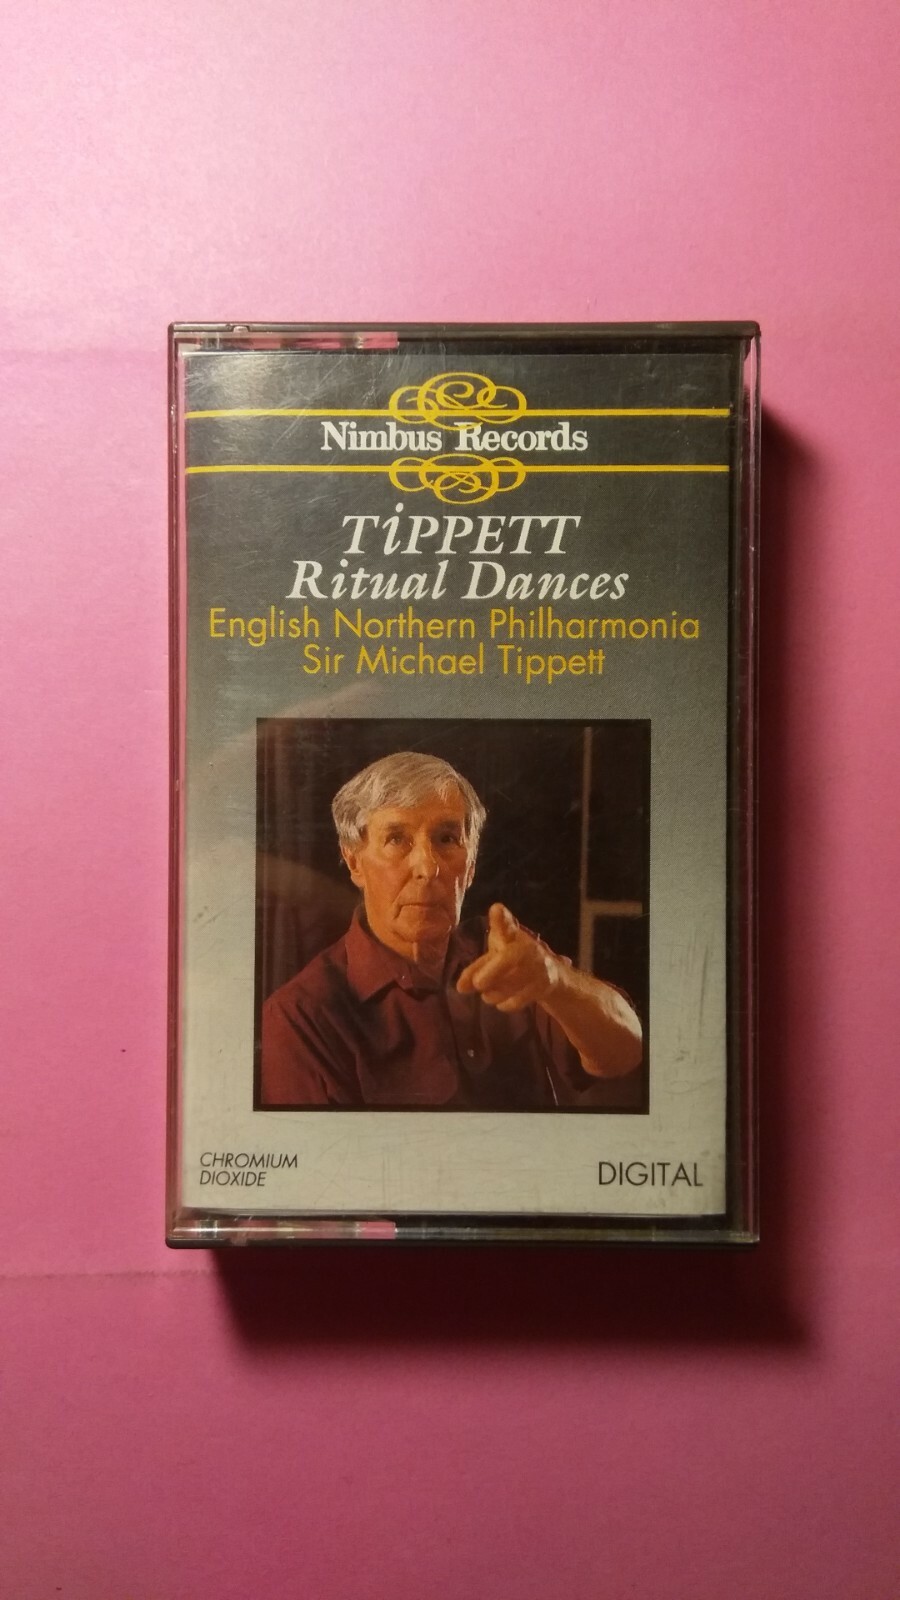 Nimbus Records
TiPPETT
Ritual Dances
English Northern Philharmonia
Sir Michael Tippett
CHROMIUM
DIOXIDE
DIGITAL